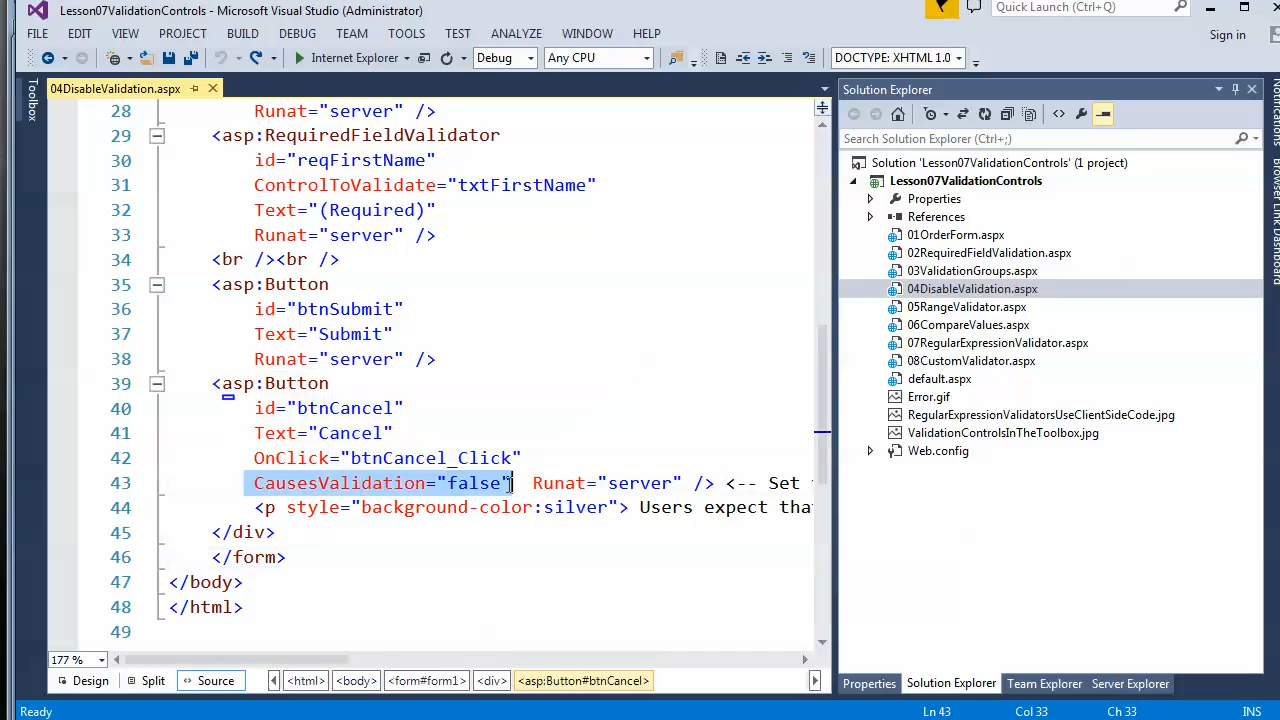 Lesson07ValidationControls - Microsoft Visual Studio (Administrator)
Quick Launch (Ctrl+Q)
FILE EDIT VIEW PROJECT BUILD DEBUG TEAM TOOLS TEST ANALYZE WINDOW HELP
Sign in
Internet Explorer Debug Any CPU DOCTYPE: XHTML 1.0
Toolbox
04DisableValidation.aspx
28 Runat="server" />
29 <asp:RequiredFieldValidator
30 id="reqFirstName"
31 ControlToValidate="txtFirstName"
32 Text="(Required)"
33 Runat="server" />
34 <br /><br />
35 <asp:Button
36 id="btnSubmit"
37 Text="Submit"
38 Runat="server" />
39 <asp:Button
40 id="btnCancel"
41 Text="Cancel"
42 OnClick="btnCancel_Click"
43 CausesValidation="false" Runat="server" /> <-- Set
44 <p style="background-color:silver"> Users expect
45 </div>
46 </form>
47 </body>
48 </html>
49
177 %
Design Split Source <html> <body> <form#form1> <div> <asp:Button#btnCancel>
Solution Explorer
Search Solution Explorer (Ctrl+;)
Solution 'Lesson07ValidationControls' (1 project)
Lesson07ValidationControls
Properties
References
01OrderForm.aspx
02RequiredFieldValidation.aspx
03ValidationGroups.aspx
04DisableValidation.aspx
05RangeValidator.aspx
06CompareValues.aspx
07RegularExpressionValidator.aspx
08CustomValidator.aspx
default.aspx
Error.gif
RegularExpressionValidatorsUseClientSideCode.jpg
ValidationControlsInTheToolbox.jpg
Web.config
Properties Solution Explorer Team Explorer Server Explorer
Notifications
Browser Link Dashboard
Ready Ln 43 Col 33 Ch 33 INS